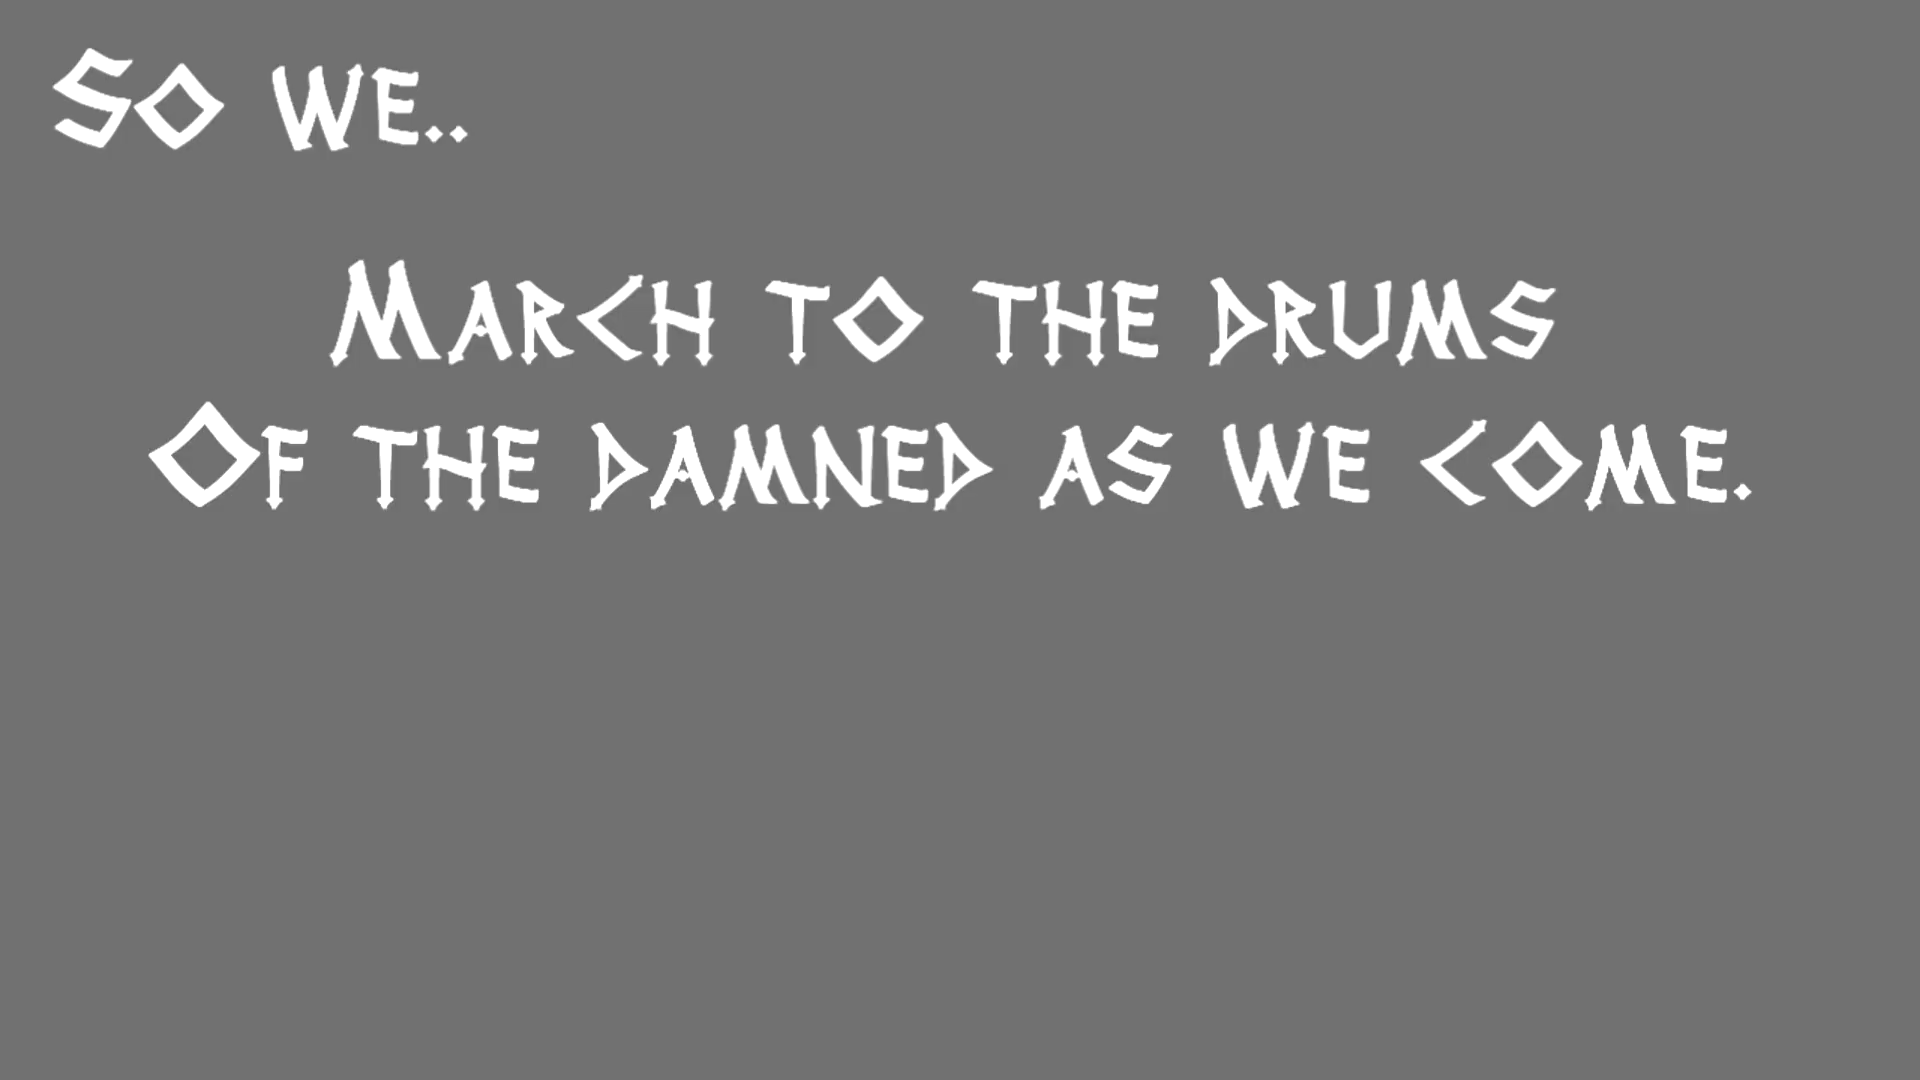 So we..
March to the drums
Of the damned as we come.